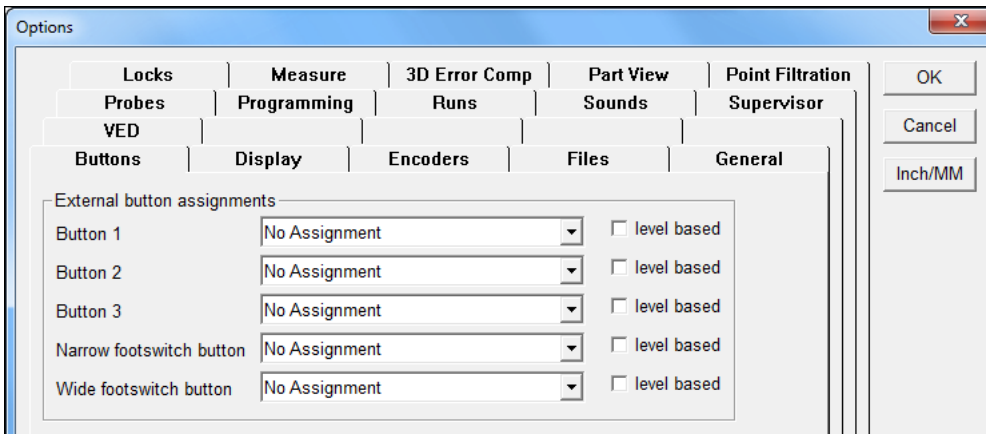 Options
Locks Measure 3D Error Comp Part View Point Filtration
OK
Probes Programming Runs Sounds Supervisor
VED
Cancel
Buttons Display Encoders Files General
Inch/MM
External button assignments
Button 1 No Assignment level based
Button 2 No Assignment level based
Button 3 No Assignment level based
Narrow footswitch button No Assignment level based
Wide footswitch button No Assignment level based